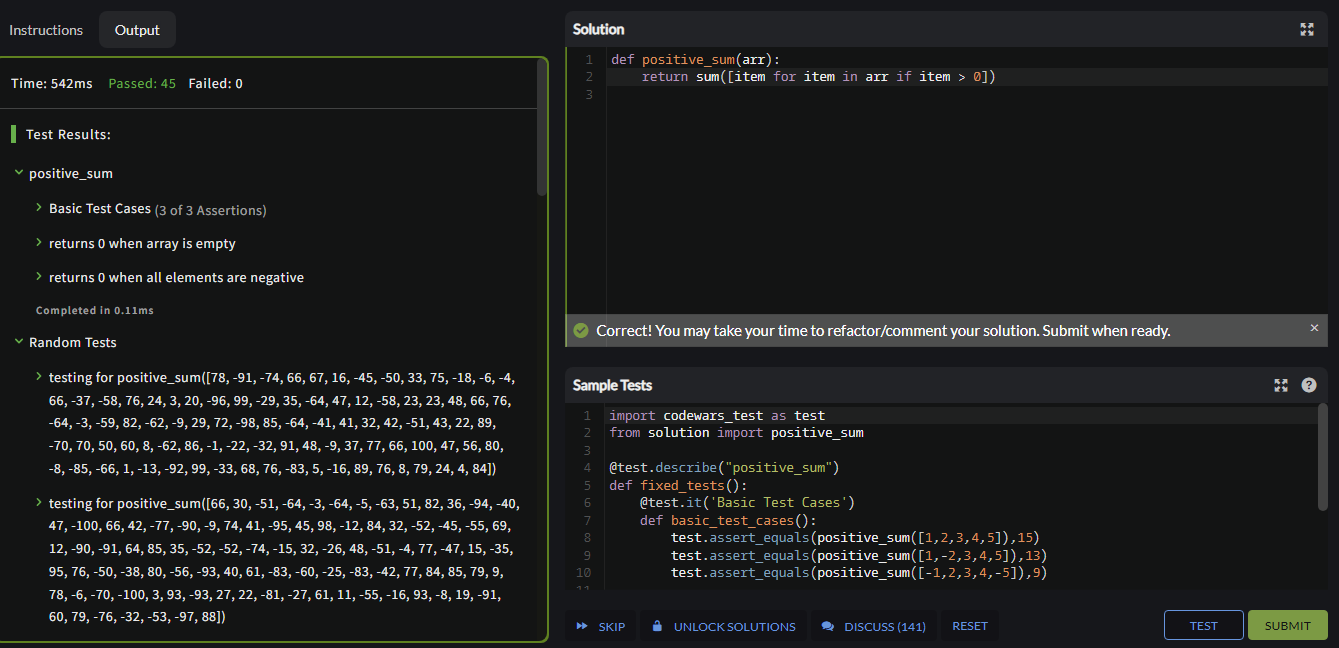 Instructions
Output
Time: 542ms Passed: 45 Failed: 0
Test Results:
positive_sum
Basic Test Cases (3 of 3 Assertions)
returns 0 when array is empty
returns 0 when all elements are negative
Completed in 0.11ms
Random Tests
testing for positive_sum([78, -91, -74, 66, 67, 16, -45, -50, 33, 75, -18, -6, -4,
66, -37, -58, 76, 24, 3, 20, -96, 99, -29, 35, -64, 47, 12, -58, 23, 23, 48, 66, 76,
-64, -3, -59, 82, -62, -9, 29, 72, -98, 85, -64, -41, 41, 32, 42, -51, 43, 22, 89,
-70, 70, 50, 60, 8, -62, 86, -1, -22, -32, 91, 48, -9, 37, 77, 66, 100, 47, 56, 80,
-8, -85, -66, 1, -13, -92, 99, -33, 68, 76, -83, 5, -16, 89, 76, 8, 79, 24, 4, 84])
testing for positive_sum([66, 30, -51, -64, -3, -64, -5, -63, 51, 82, 36, -94, -40,
47, -100, 66, 42, -77, -90, -9, 74, 41, -95, 45, 98, -12, 84, 32, -52, -45, -55, 69,
12, -90, -91, 64, 85, 35, -52, -52, -74, -15, 32, -26, 48, -51, -4, 77, -47, 15, -35,
95, 76, -50, -38, 80, -56, -93, 40, 61, -83, -60, -25, -83, -42, 77, 84, 85, 79, 9,
78, -6, -70, -100, 3, 93, -93, 27, 22, -81, -27, 61, 11, -55, -16, 93, -8, 19, -91,
60, 79, -76, -32, -53, -97, 88])
Solution
1 def positive_sum(arr):
2     return sum([item for item in arr if item > 0])
3
Correct! You may take your time to refactor/comment your solution. Submit when ready.
Sample Tests
1 import codewars_test as test
2 from solution import positive_sum
3
4 @test.describe("positive_sum")
5 def fixed_tests():
6     @test.it('Basic Test Cases')
7     def basic_test_cases():
8         test.assert_equals(positive_sum([1,2,3,4,5]),15)
9         test.assert_equals(positive_sum([1,-2,3,4,5]),13)
10         test.assert_equals(positive_sum([-1,2,3,4,-5]),9)
11
SKIP
UNLOCK SOLUTIONS
DISCUSS (141)
RESET
TEST
SUBMIT